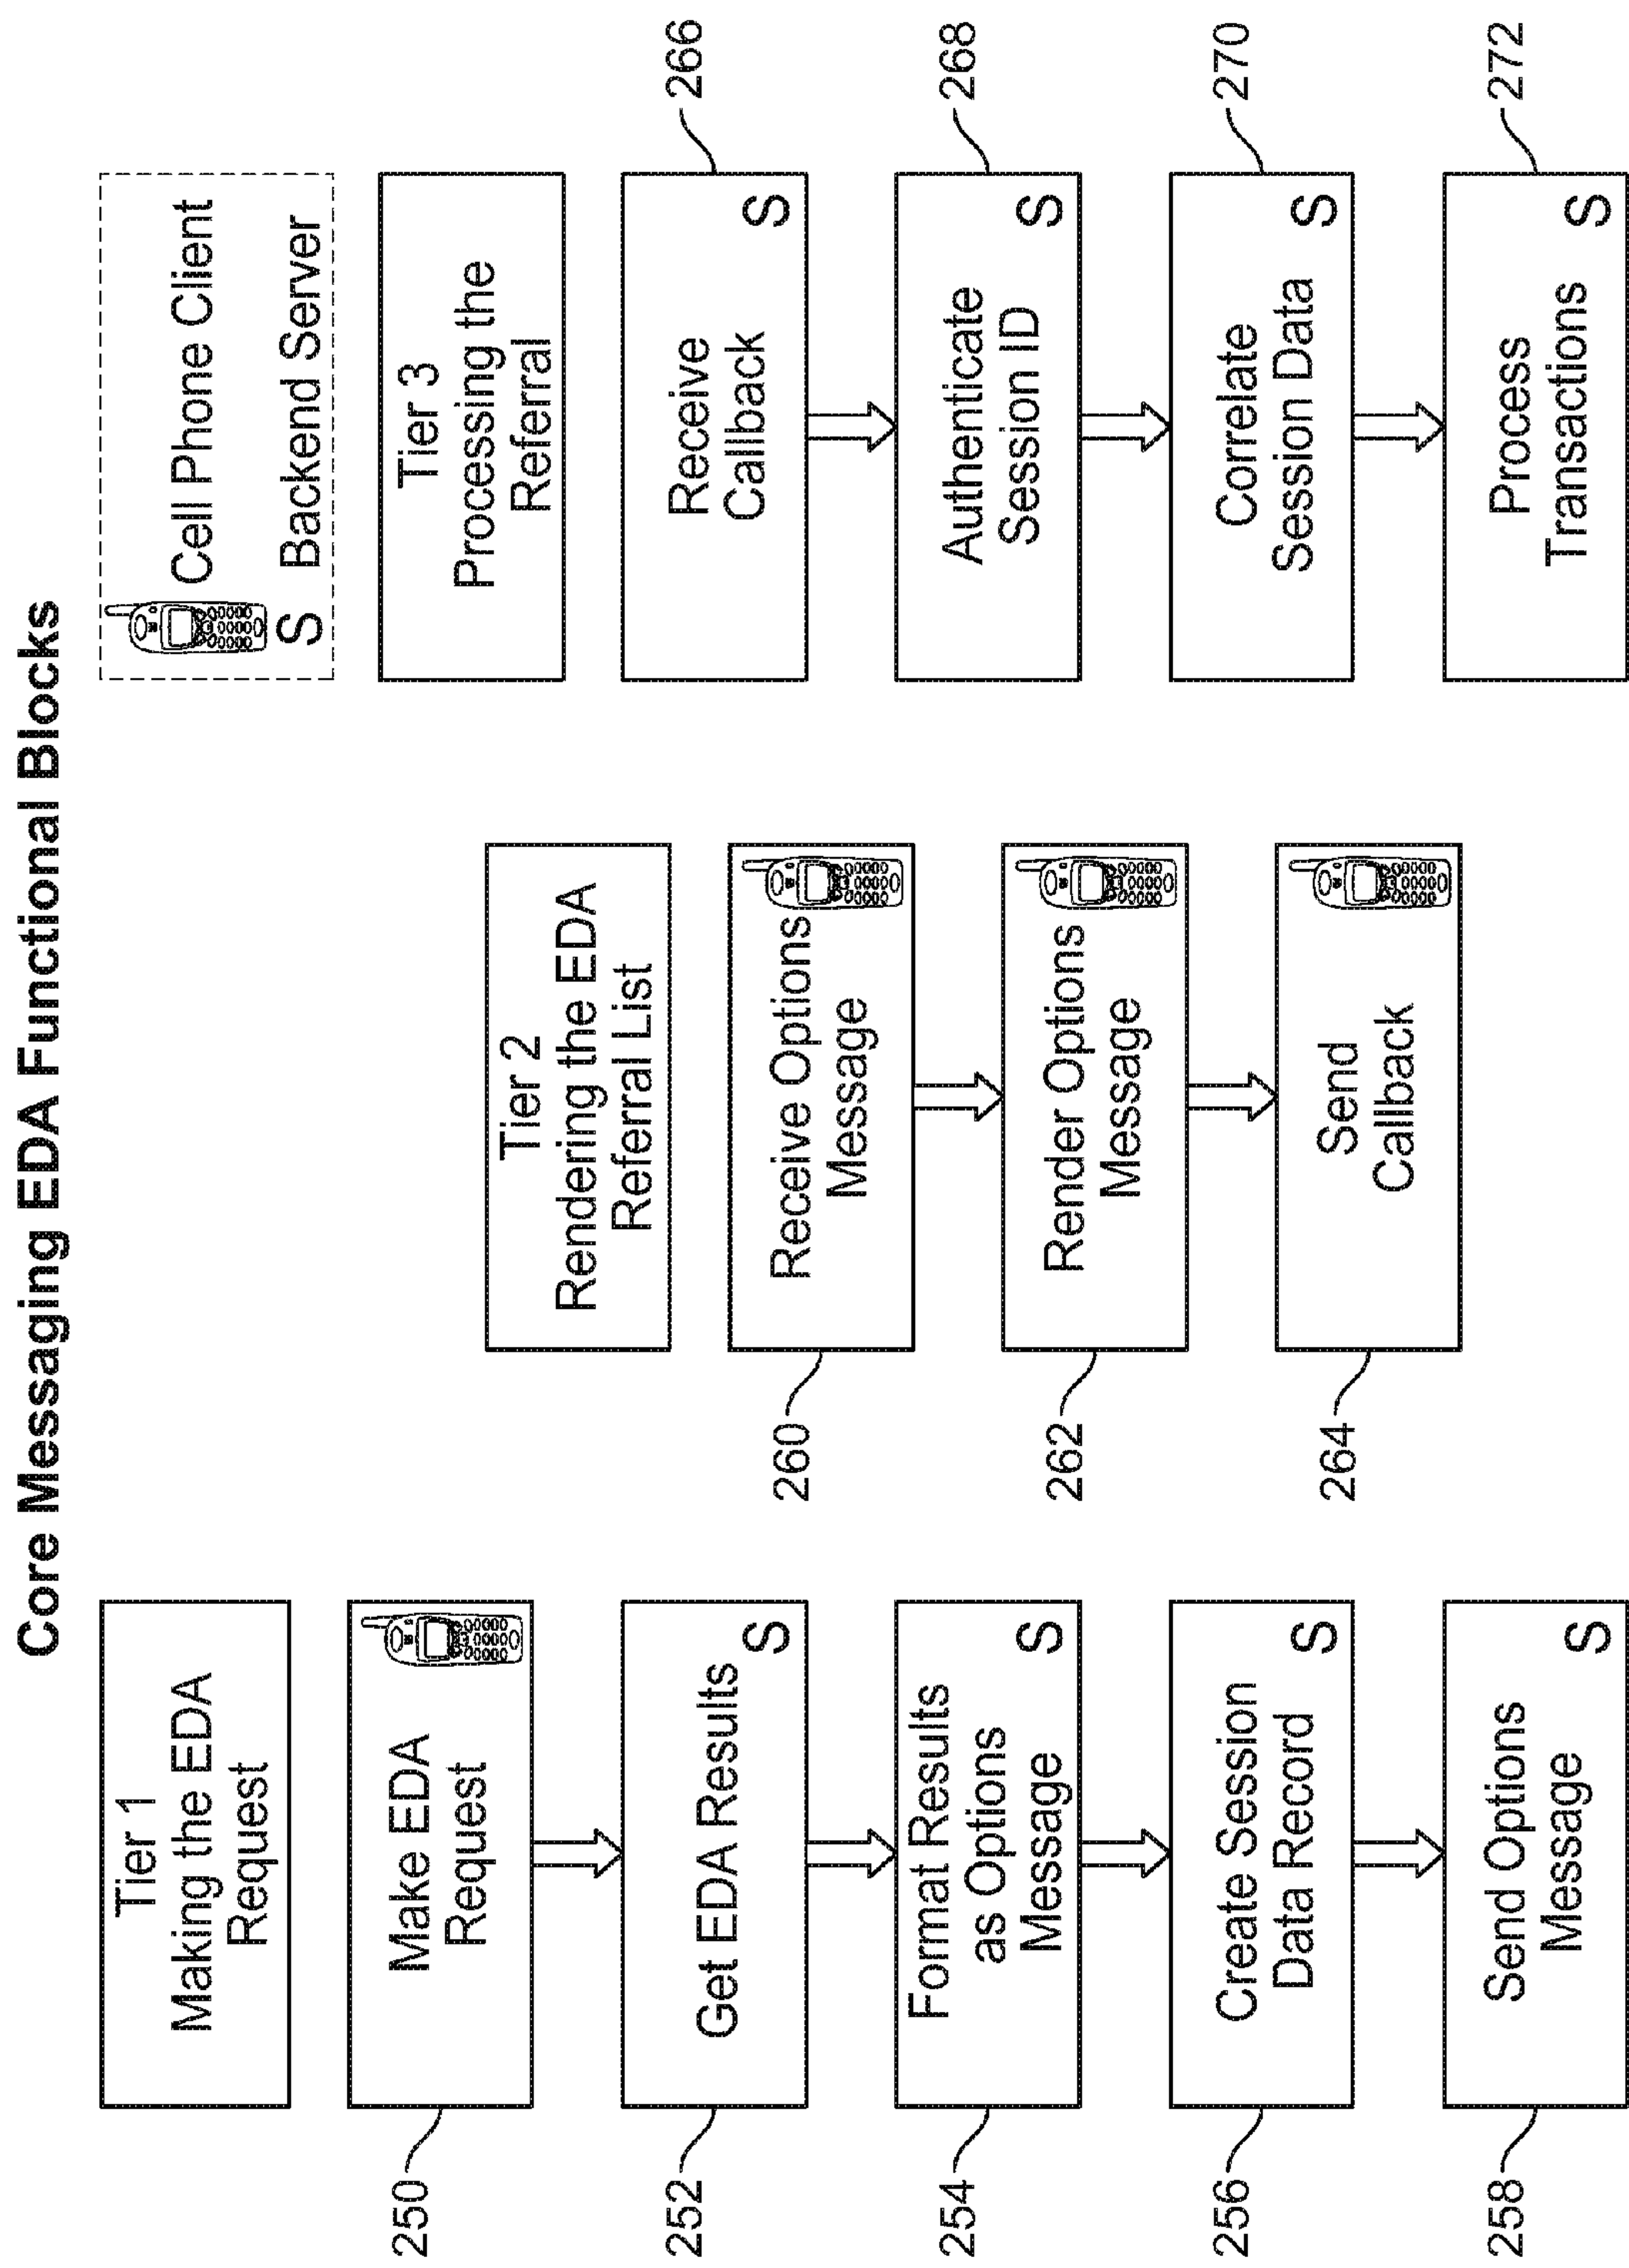 Core Messaging EDA Functional Blocks
Tier 1
Making the EDA
Request
250
Make EDA
Request
252
Get EDA Results
S
254
Format Results
as Options
Message
S
256
Create Session
Data Record
S
258
Send Options
Message
S
Tier 2
Rendering the EDA
Referral List
260
Receive Options
Message
262
Render Options
Message
264
Send
Callback
Cell Phone Client
S Backend Server
Tier 3
Processing the
Referral
266
Receive
Callback
S
268
Authenticate
Session ID
S
270
Correlate
Session Data
S
272
Process
Transactions
S